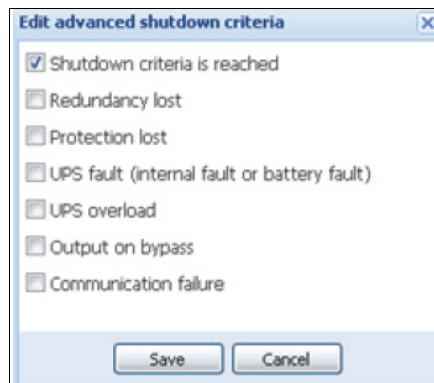 Edit advanced shutdown criteria
Shutdown criteria is reached
Redundancy lost
Protection lost
UPS fault (internal fault or battery fault)
UPS overload
Output on bypass
Communication failure
Save Cancel